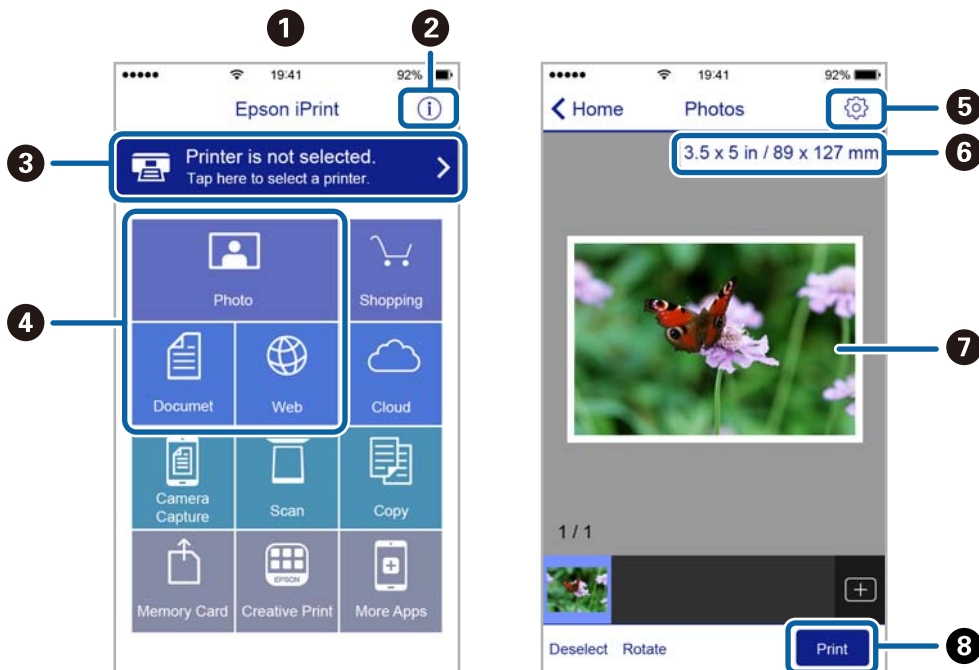 1
2
19:41
92%
Epson iPrint
3
Printer is not selected.
Tap here to select a printer.
4
Photo
Shopping
Documet
Web
Cloud
Camera
Capture
Scan
Copy
Memory Card
EPSON
Creative Print
More Apps
19:41
92%
Home
Photos
5
3.5 x 5 in / 89 x 127 mm
6
7
1 / 1
Deselect
Rotate
Print
8